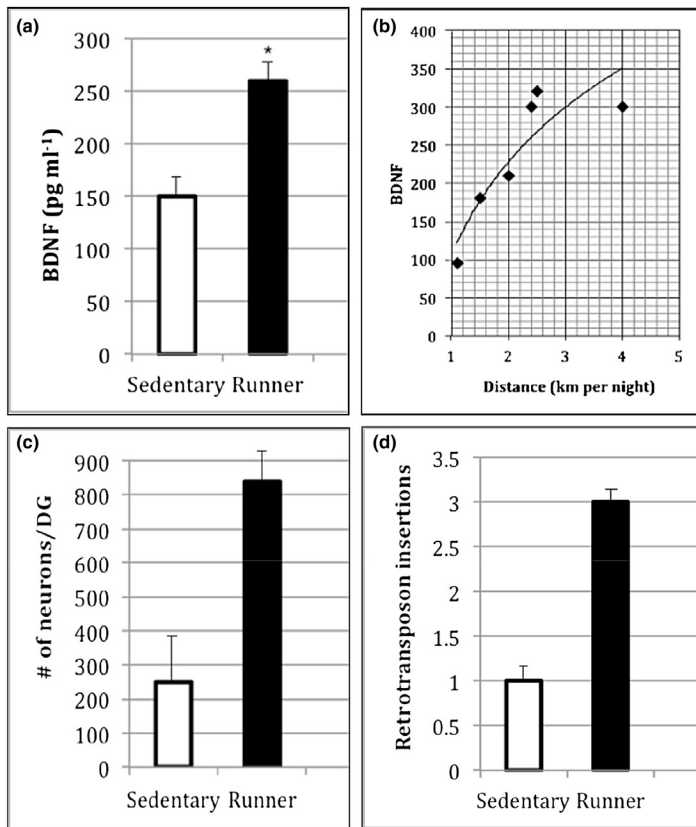 (a)
BDNF (pg ml-1)
300
250
200
150
100
50
0
*
Sedentary Runner
(b)
BDNF
400
350
300
250
200
150
100
50
0
1 2 3 4 5
Distance (km per night)
(c)
# of neurons/DG
900
800
700
600
500
400
300
200
100
0
Sedentary Runner
(d)
Retrotransposon insertions
3.5
3
2.5
2
1.5
1
0.5
0
Sedentary Runner